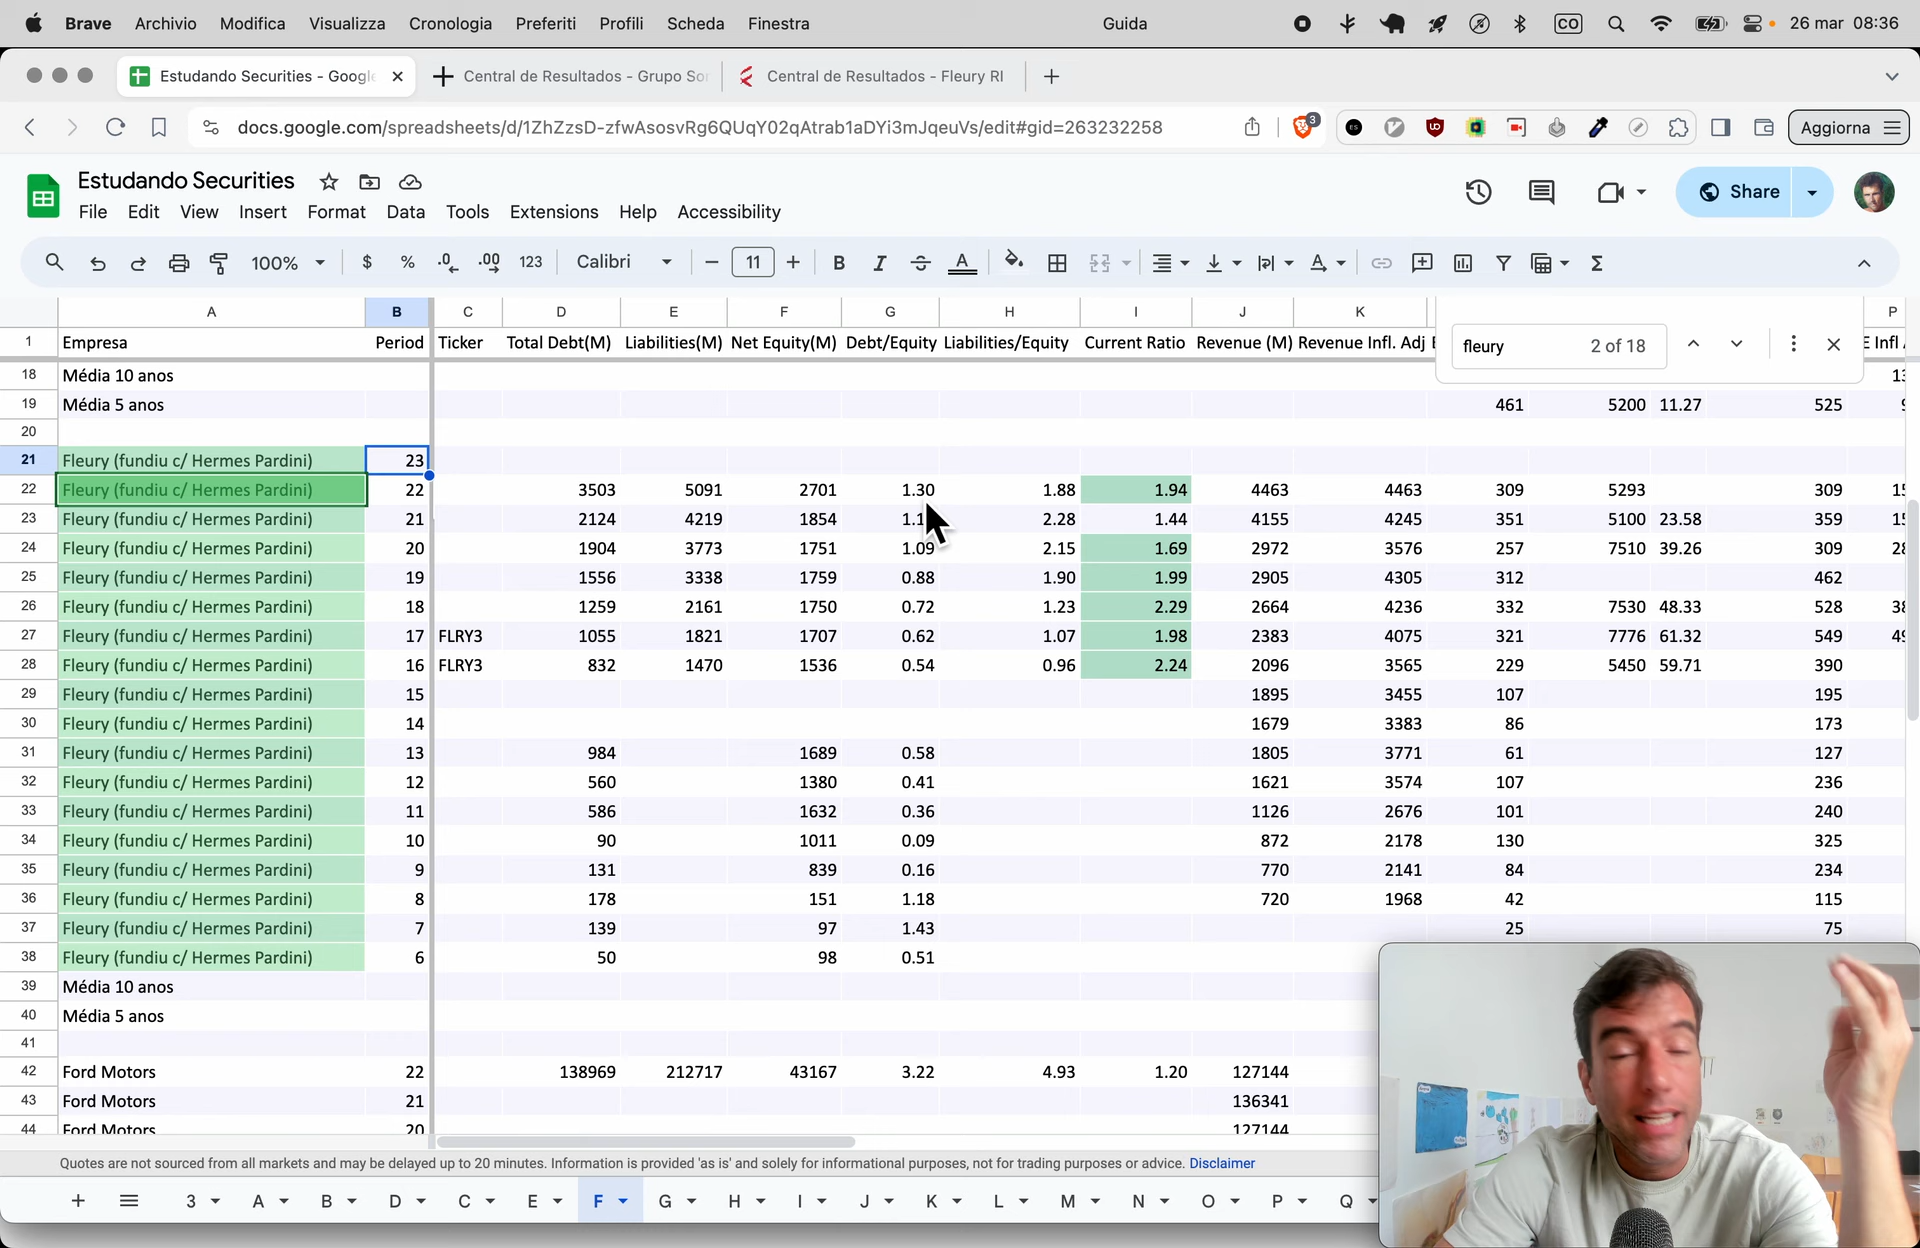 Brave Archivio Modifica Visualizza Cronologia Preferiti Profili Scheda Finestra Guida CO 26 mar 08:36
Estudando Securities - Google Central de Resultados - Grupo So Central de Resultados - Fleury RI
docs.google.com/spreadsheets/d/1ZhZzsD-zfwAsosvRg6QUqY02qAtrab1aDYi3mJqeuVs/edit#gid=263232258 3 Aggiorna
Estudando Securities
File Edit View Insert Format Data Tools Extensions Help Accessibility
Share
100% $ % .0 .00 123 Calibri 11 B I A
A B C D E F G H I J K P
1 Empresa Period Ticker Total Debt(M) Liabilities(M) Net Equity(M) Debt/Equity Liabilities/Equity Current Ratio Revenue (M) Revenue Infl. Adj E Infl
fleury 2 of 18
18 Média 10 anos
19 Média 5 anos 461 5200 11.27 525
20
21 Fleury (fundiu c/ Hermes Pardini) 23
22 Fleury (fundiu c/ Hermes Pardini) 22 3503 5091 2701 1.30 1.88 1.94 4463 4463 309 5293 309
23 Fleury (fundiu c/ Hermes Pardini) 21 2124 4219 1854 2.28 1.44 4155 4245 351 5100 23.58 359
24 Fleury (fundiu c/ Hermes Pardini) 20 1904 3773 1751 1.09 2.15 1.69 2972 3576 257 7510 39.26 309
25 Fleury (fundiu c/ Hermes Pardini) 19 1556 3338 1759 0.88 1.90 1.99 2905 4305 312 462
26 Fleury (fundiu c/ Hermes Pardini) 18 1259 2161 1750 0.72 1.23 2.29 2664 4236 332 7530 48.33 528
27 Fleury (fundiu c/ Hermes Pardini) 17 FLRY3 1055 1821 1707 0.62 1.07 1.98 2383 4075 321 7776 61.32 549
28 Fleury (fundiu c/ Hermes Pardini) 16 FLRY3 832 1470 1536 0.54 0.96 2.24 2096 3565 229 5450 59.71 390
29 Fleury (fundiu c/ Hermes Pardini) 15 1895 3455 107 195
30 Fleury (fundiu c/ Hermes Pardini) 14 1679 3383 86 173
31 Fleury (fundiu c/ Hermes Pardini) 13 984 1689 0.58 1805 3771 61 127
32 Fleury (fundiu c/ Hermes Pardini) 12 560 1380 0.41 1621 3574 107 236
33 Fleury (fundiu c/ Hermes Pardini) 11 586 1632 0.36 1126 2676 101 240
34 Fleury (fundiu c/ Hermes Pardini) 10 90 1011 0.09 872 2178 130 325
35 Fleury (fundiu c/ Hermes Pardini) 9 131 839 0.16 770 2141 84 234
36 Fleury (fundiu c/ Hermes Pardini) 8 178 151 1.18 720 1968 42 115
37 Fleury (fundiu c/ Hermes Pardini) 7 139 97 1.43 25 75
38 Fleury (fundiu c/ Hermes Pardini) 6 50 98 0.51
39 Média 10 anos
40 Média 5 anos
41
42 Ford Motors 22 138969 212717 43167 3.22 4.93 1.20 127144
43 Ford Motors 21 136341
44 Ford Motors 20 127144
Quotes are not sourced from all markets and may be delayed up to 20 minutes. Information is provided 'as is' and solely for informational purposes, not for trading purposes or advice. Disclaimer
3 A B D C E F G H I J K L M N O P Q